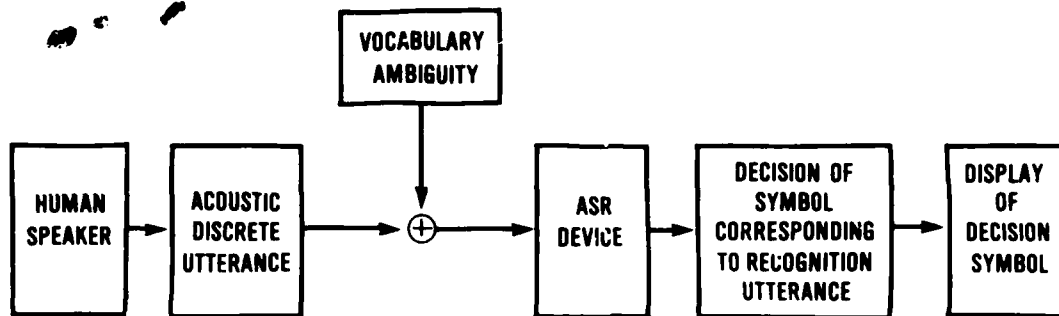 VOCABULARY
AMBIGUITY
HUMAN
SPEAKER
ACOUSTIC
DISCRETE
UTTERANCE
+
ASR
DEVICE
DECISION OF
SYMBOL
CORRESPONDING
TO RECOGNITION
UTTERANCE
DISPLAY
OF
DECISION
SYMBOL